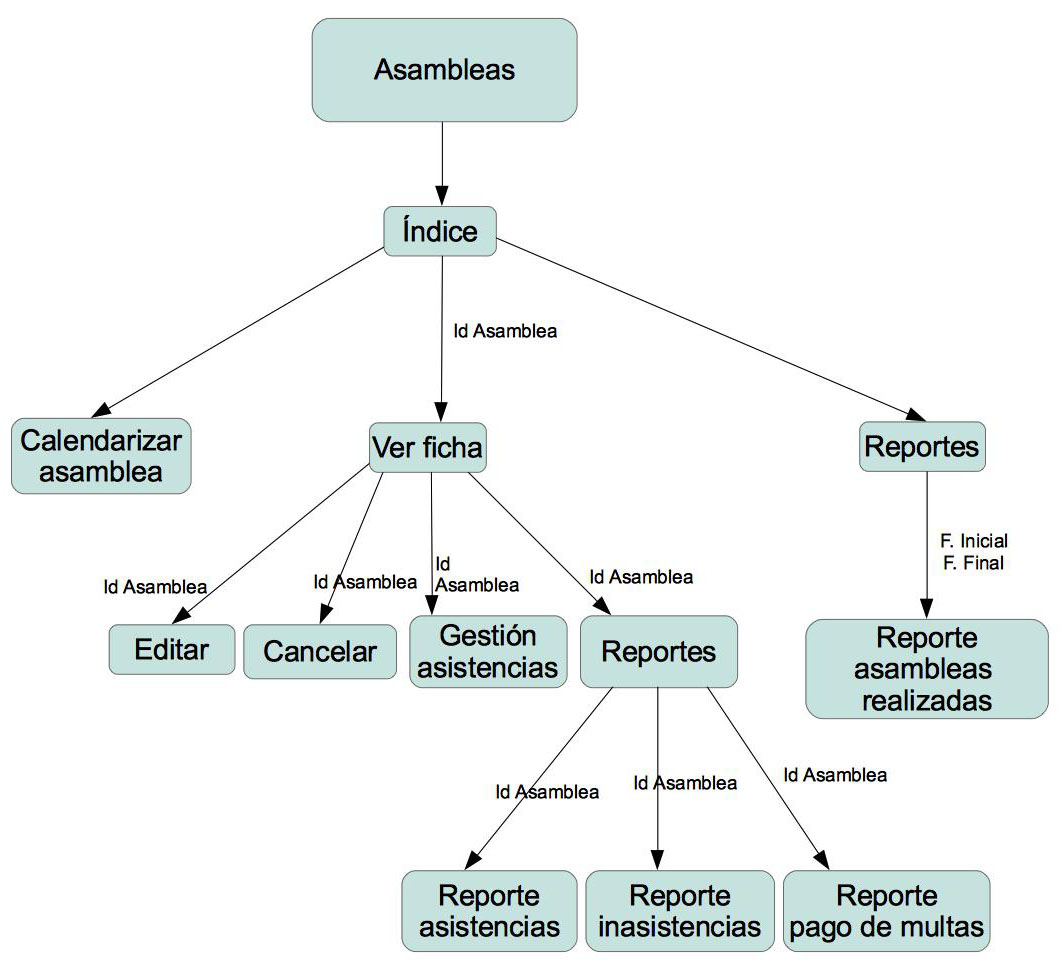 Asambleas
Índice
Id Asamblea
Calendarizar
asamblea
Ver ficha
Reportes
F. Inicial
F. Final
Id Asamblea
Id Asamblea
Id
Asamblea
Id Asamblea
Editar
Cancelar
Gestión
asistencias
Reportes
Reporte
asambleas
realizadas
Id Asamblea
Id Asamblea
Id Asamblea
Reporte
asistencias
Reporte
inasistencias
Reporte
pago de multas